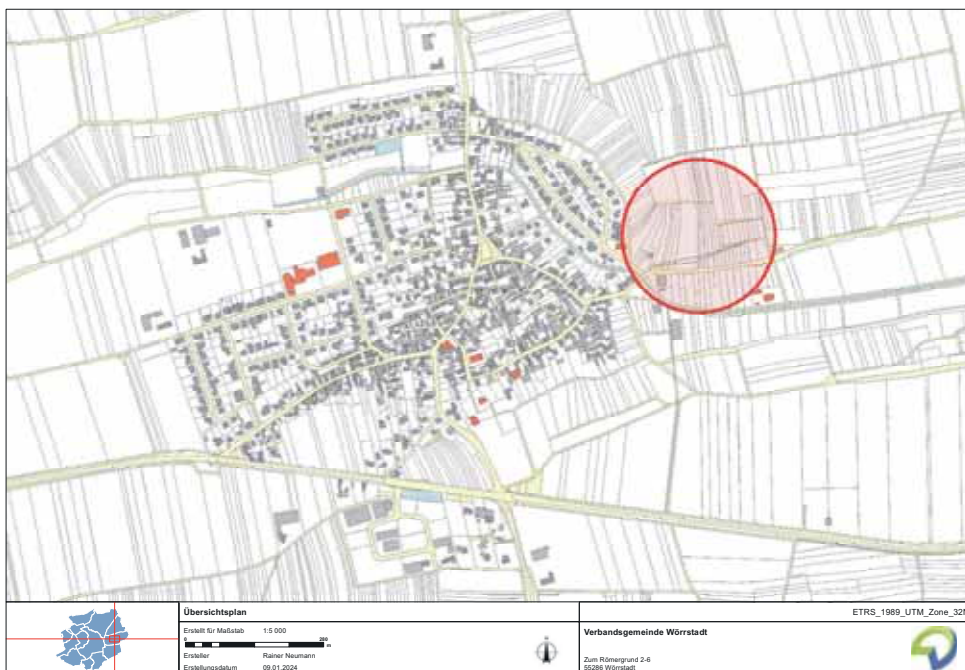 Übersichtsplan
Erstellt für Maßstab 1:5 000
0 280
m
Ersteller Rainer Neumann
Erstellungsdatum 09.01.2024
ETRS_1989_UTM_Zone_32N
Verbandsgemeinde Wörrstadt
Zum Römergrund 2-6
55286 Wörrstadt